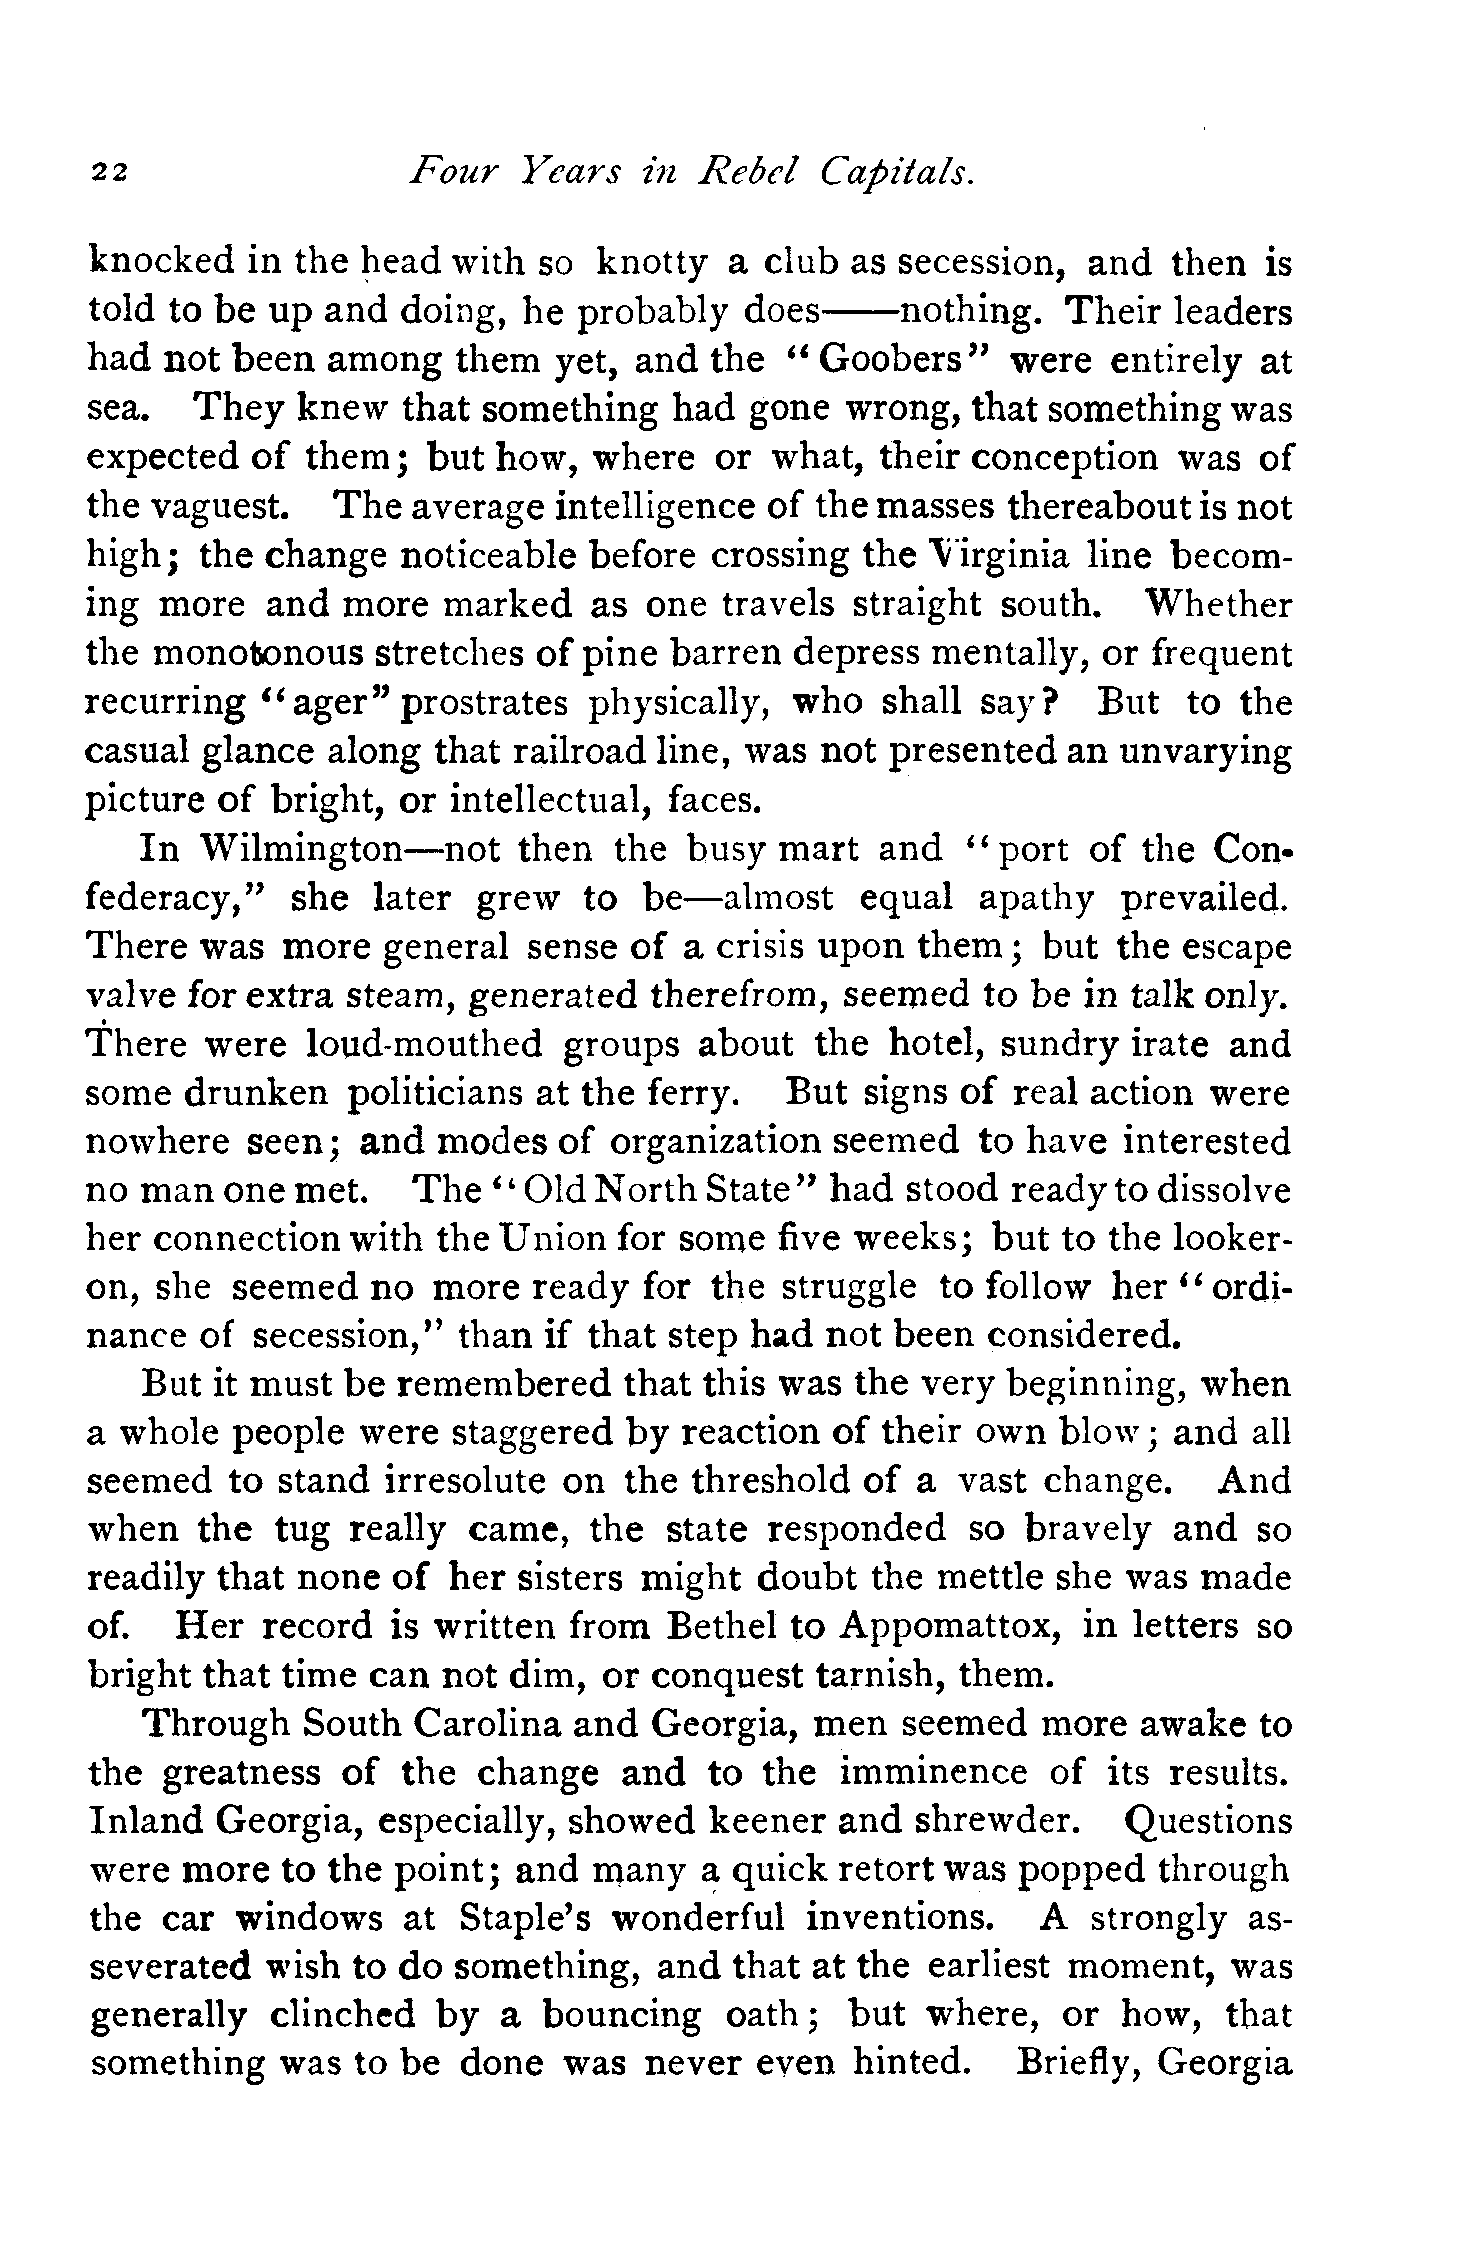 22 Four Years in Rebel Capitals.
knocked in the head with so knotty a club as secession, and then is
told to be up and doing, he probably does——nothing. Their leaders
had not been among them yet, and the "Goobers" were entirely at
sea. They knew that something had gone wrong, that something was
expected of them; but how, where or what, their conception was of
the vaguest. The average intelligence of the masses thereabout is not
high; the change noticeable before crossing the Virginia line becom-
ing more and more marked as one travels straight south. Whether
the monotonous stretches of pine barren depress mentally, or frequent
recurring "ager" prostrates physically, who shall say? But to the
casual glance along that railroad line, was not presented an unvarying
picture of bright, or intellectual, faces.
In Wilmington—not then the busy mart and "port of the Con-
federacy," she later grew to be—almost equal apathy prevailed.
There was more general sense of a crisis upon them; but the escape
valve for extra steam, generated therefrom, seemed to be in talk only.
There were loud-mouthed groups about the hotel, sundry irate and
some drunken politicians at the ferry. But signs of real action were
nowhere seen; and modes of organization seemed to have interested
no man one met. The "Old North State" had stood ready to dissolve
her connection with the Union for some five weeks; but to the looker-
on, she seemed no more ready for the struggle to follow her "ordi-
nance of secession," than if that step had not been considered.
But it must be remembered that this was the very beginning, when
a whole people were staggered by reaction of their own blow; and all
seemed to stand irresolute on the threshold of a vast change. And
when the tug really came, the state responded so bravely and so
readily that none of her sisters might doubt the mettle she was made
of. Her record is written from Bethel to Appomattox, in letters so
bright that time can not dim, or conquest tarnish, them.
Through South Carolina and Georgia, men seemed more awake to
the greatness of the change and to the imminence of its results.
Inland Georgia, especially, showed keener and shrewder. Questions
were more to the point; and many a quick retort was popped through
the car windows at Staple's wonderful inventions. A strongly as-
severated wish to do something, and that at the earliest moment, was
generally clinched by a bouncing oath; but where, or how, that
something was to be done was never even hinted. Briefly, Georgia